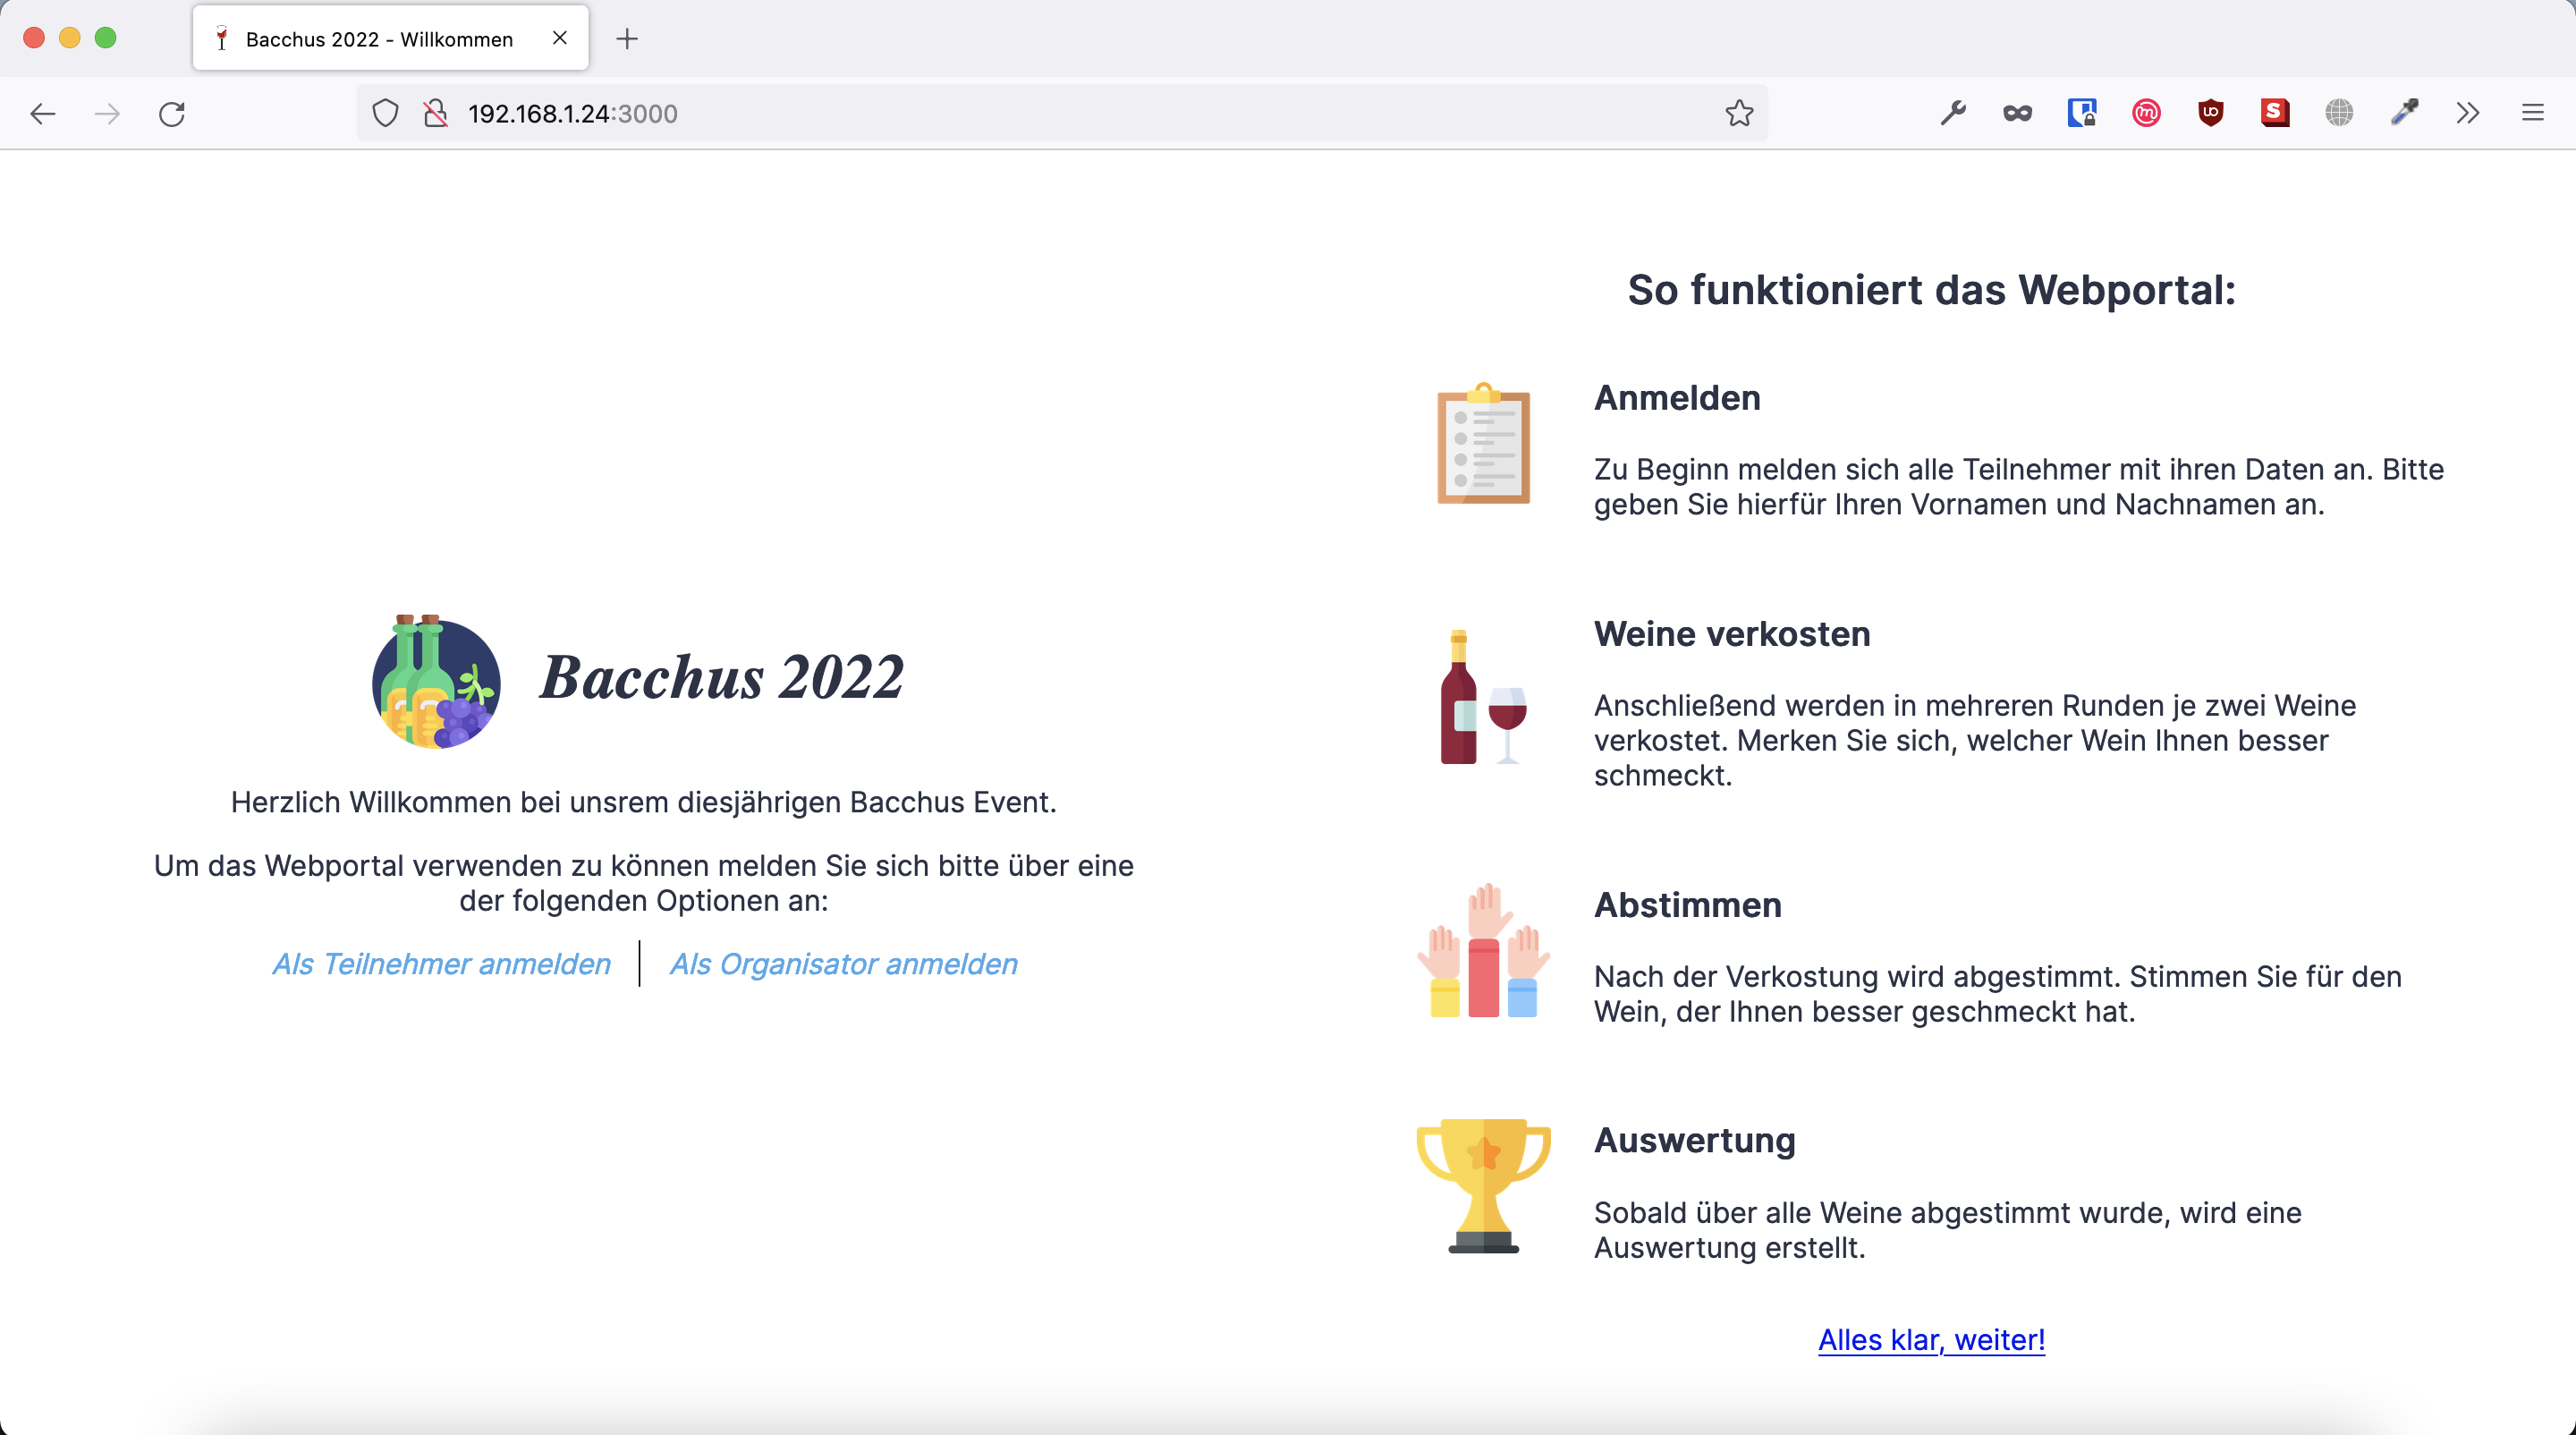 Bacchus 2022 - Willkommen
192.168.1.24:3000
Bacchus 2022
Herzlich Willkommen bei unsrem diesjährigen Bacchus Event.
Um das Webportal verwenden zu können melden Sie sich bitte über eine
der folgenden Optionen an:
Als Teilnehmer anmelden
Als Organisator anmelden
So funktioniert das Webportal:
Anmelden
Zu Beginn melden sich alle Teilnehmer mit ihren Daten an. Bitte
geben Sie hierfür Ihren Vornamen und Nachnamen an.
Weine verkosten
Anschließend werden in mehreren Runden je zwei Weine
verkostet. Merken Sie sich, welcher Wein Ihnen besser
schmeckt.
Abstimmen
Nach der Verkostung wird abgestimmt. Stimmen Sie für den
Wein, der Ihnen besser geschmeckt hat.
Auswertung
Sobald über alle Weine abgestimmt wurde, wird eine
Auswertung erstellt.
Alles klar, weiter!